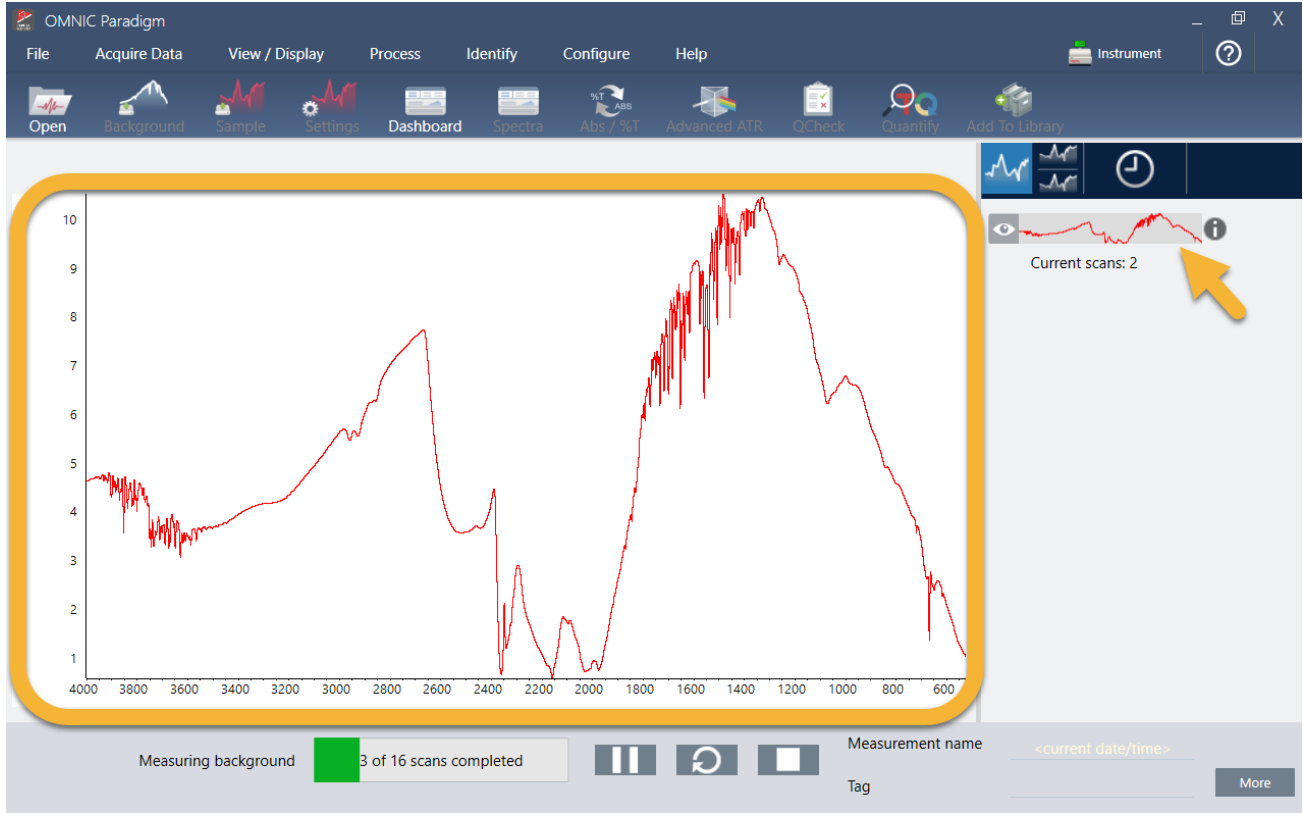 OMNIC Paradigm
File Acquire Data View / Display Process Identify Configure Help Instrument
%T ABS
Open Background Sample Settings Dashboard Spectra Abs / %T Advanced ATR QCheck Quantify Add To Library
Current scans: 2
10
9
8
7
6
5
4
3
2
1
4000 3800 3600 3400 3200 3000 2800 2600 2400 2200 2000 1800 1600 1400 1200 1000 800 600
Measuring background 3 of 16 scans completed
Measurement name <current date/time>
Tag
More